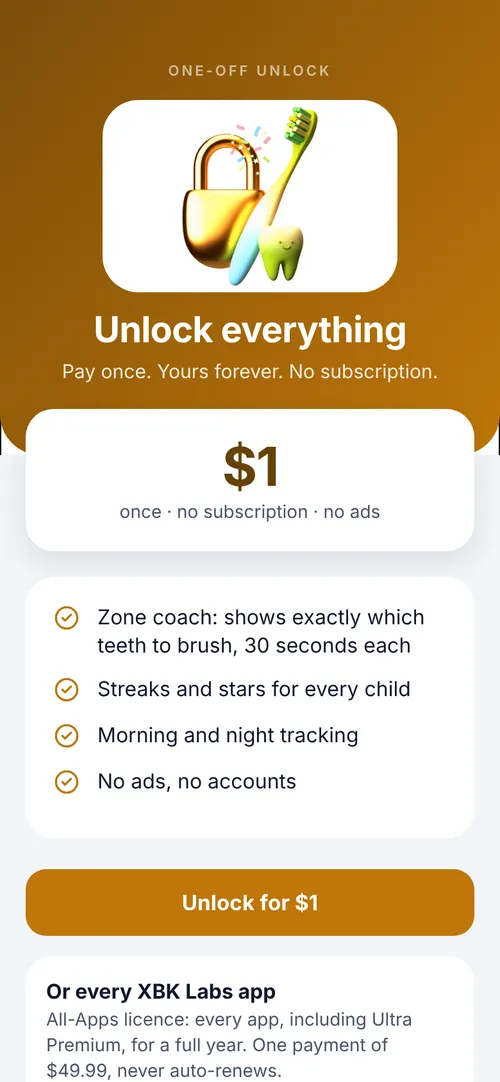 ONE-OFF UNLOCK
Unlock everything
Pay once. Yours forever. No subscription.
$1
once · no subscription · no ads
Zone coach: shows exactly which
teeth to brush, 30 seconds each
Streaks and stars for every child
Morning and night tracking
No ads, no accounts
Unlock for $1
Or every XBK Labs app
All-Apps licence: every app, including Ultra
Premium, for a full year. One payment of
$49.99, never auto-renews.